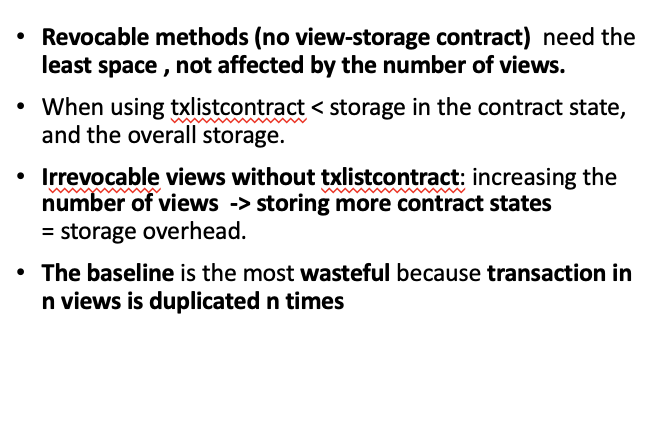 • Revocable methods (no view-storage contract)  need the
least space , not affected by the number of views.
• When using txlistcontract < storage in the contract state,
and the overall storage.
• Irrevocable views without txlistcontract: increasing the
number of views  -> storing more contract states
= storage overhead.
• The baseline is the most wasteful because transaction in
n views is duplicated n times